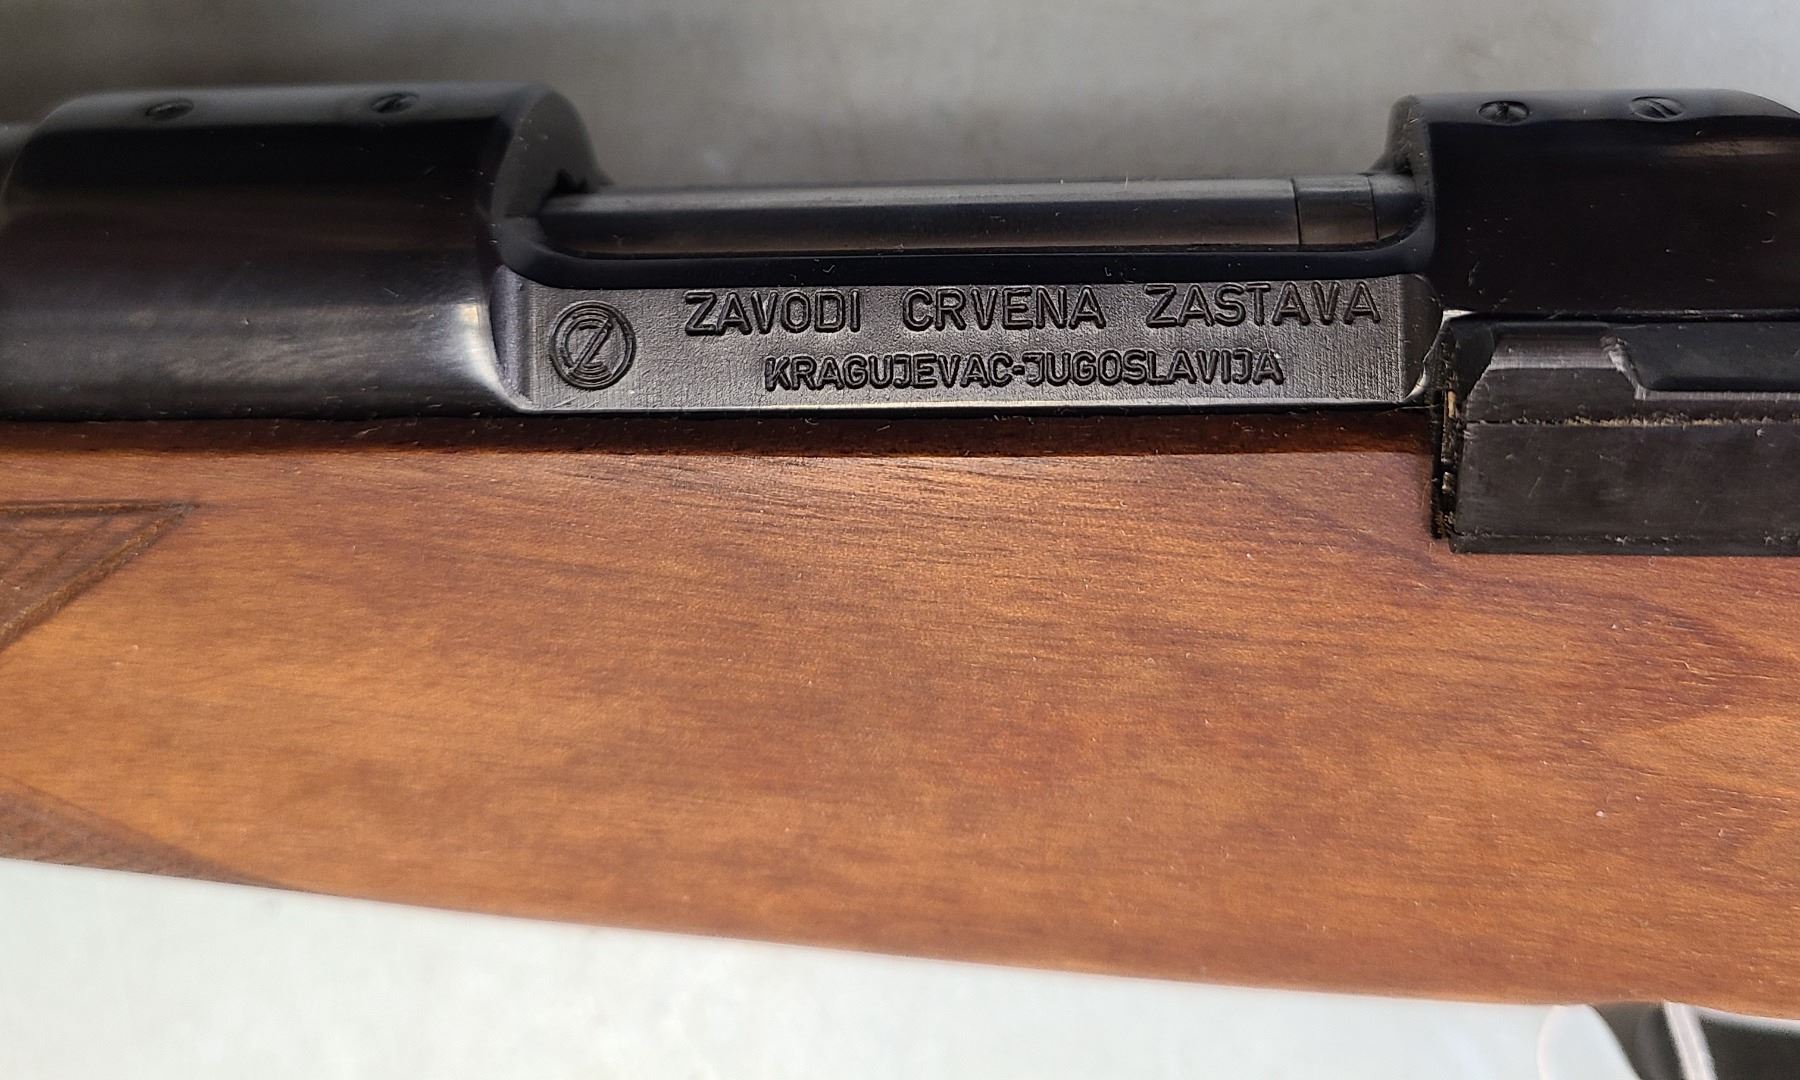 ZAVODI CRVENA ZASTAVA
KRAGUJEVAC-JUGOSLAVIJA